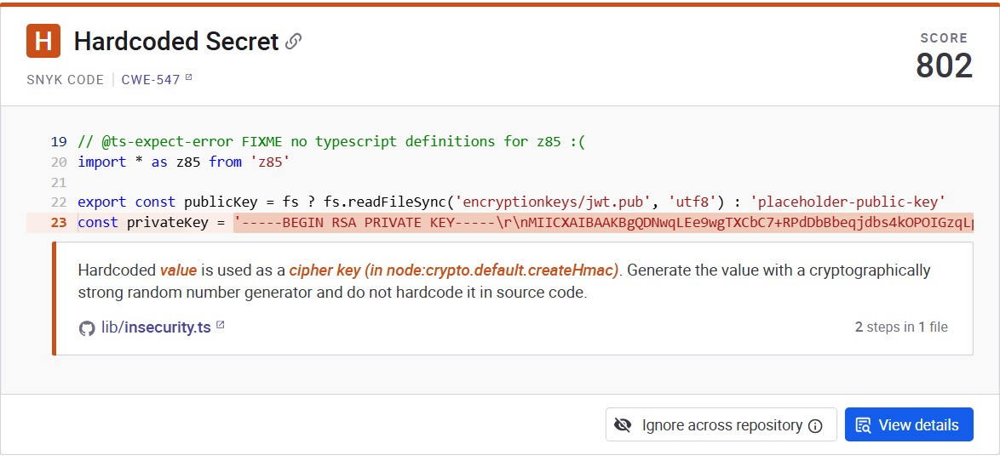 H Hardcoded Secret
SCORE
802
SNYK CODE | CWE-547
19 // @ts-expect-error FIXME no typescript definitions for z85 :(
20 import * as z85 from 'z85'
21
22 export const publicKey = fs ? fs.readFileSync('encryptionkeys/jwt.pub', 'utf8') : 'placeholder-public-key'
23 const privateKey = '-----BEGIN RSA PRIVATE KEY-----\r\nMIICXAIBAAKBgQDNwqLEe9wgTXCbC7+RPdDbBbeqjdbs4kOPOIGzqLp
Hardcoded value is used as a cipher key (in node:crypto.default.createHmac). Generate the value with a cryptographically
strong random number generator and do not hardcode it in source code.
lib/insecurity.ts
2 steps in 1 file
Ignore across repository
View details